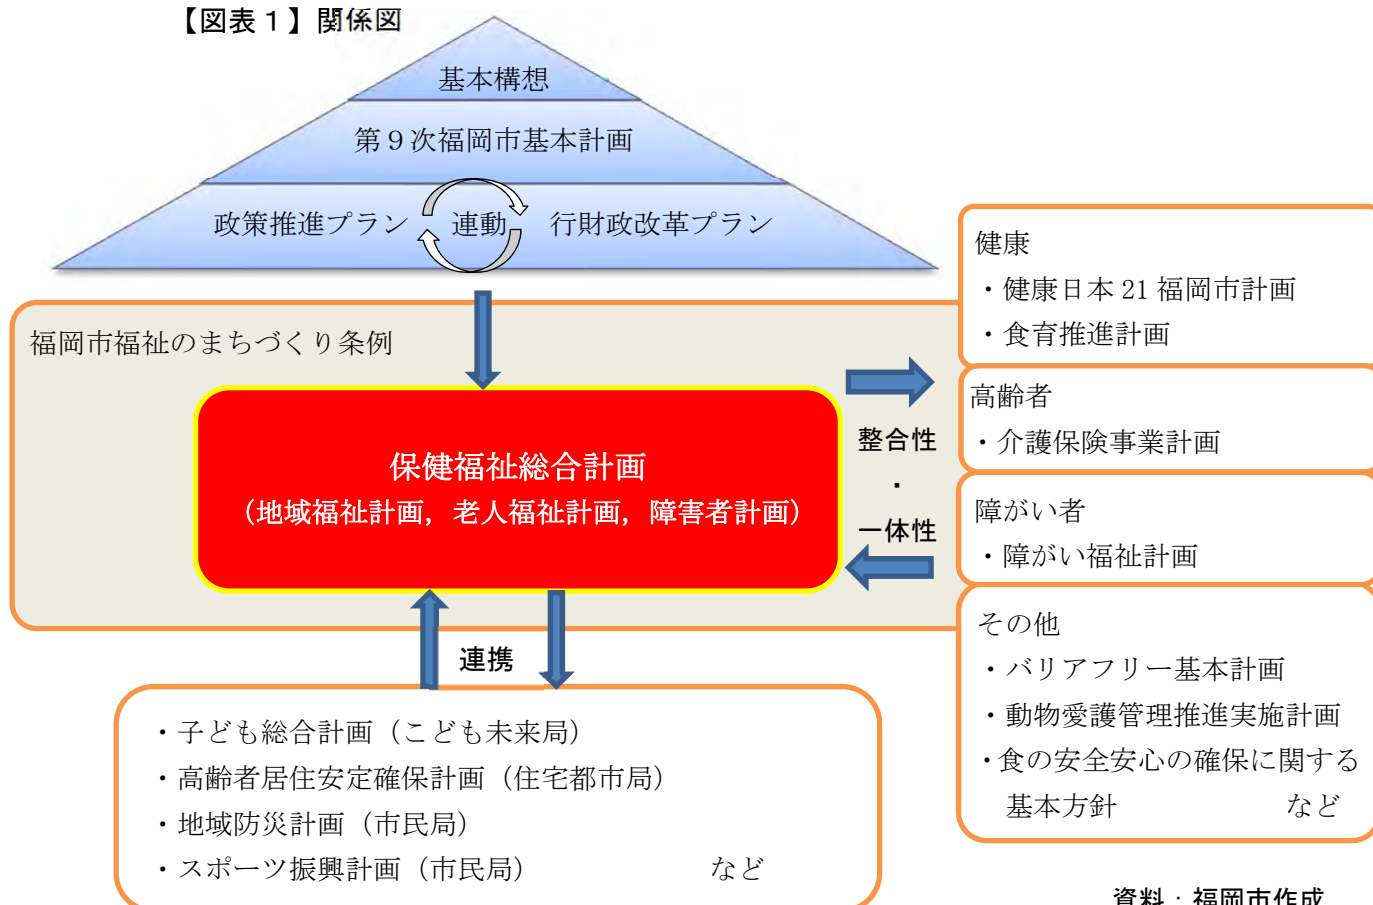 【図表１】関係図
基本構想
第９次福岡市基本計画
政策推進プラン 連動 行財政改革プラン
福岡市福祉のまちづくり条例
保健福祉総合計画
（地域福祉計画，老人福祉計画，障害者計画）
整合性
・
一体性
健康
・健康日本 21 福岡市計画
・食育推進計画
高齢者
・介護保険事業計画
障がい者
・障がい福祉計画
その他
・バリアフリー基本計画
・動物愛護管理推進実施計画
・食の安全安心の確保に関する
基本方針 など
連携
・子ども総合計画（こども未来局）
・高齢者居住安定確保計画（住宅都市局）
・地域防災計画（市民局）
・スポーツ振興計画（市民局） など
資料：福岡市作成